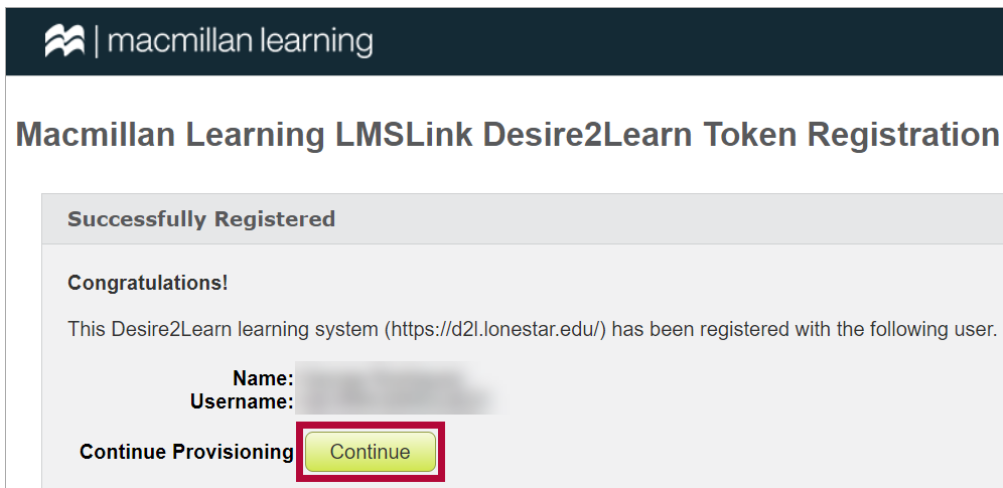 macmillan learning
Macmillan Learning LMSLink Desire2Learn Token Registration
Successfully Registered
Congratulations!
This Desire2Learn learning system (https://d2l.lonestar.edu/) has been registered with the following user.
Name:
Username:
Continue Provisioning Continue